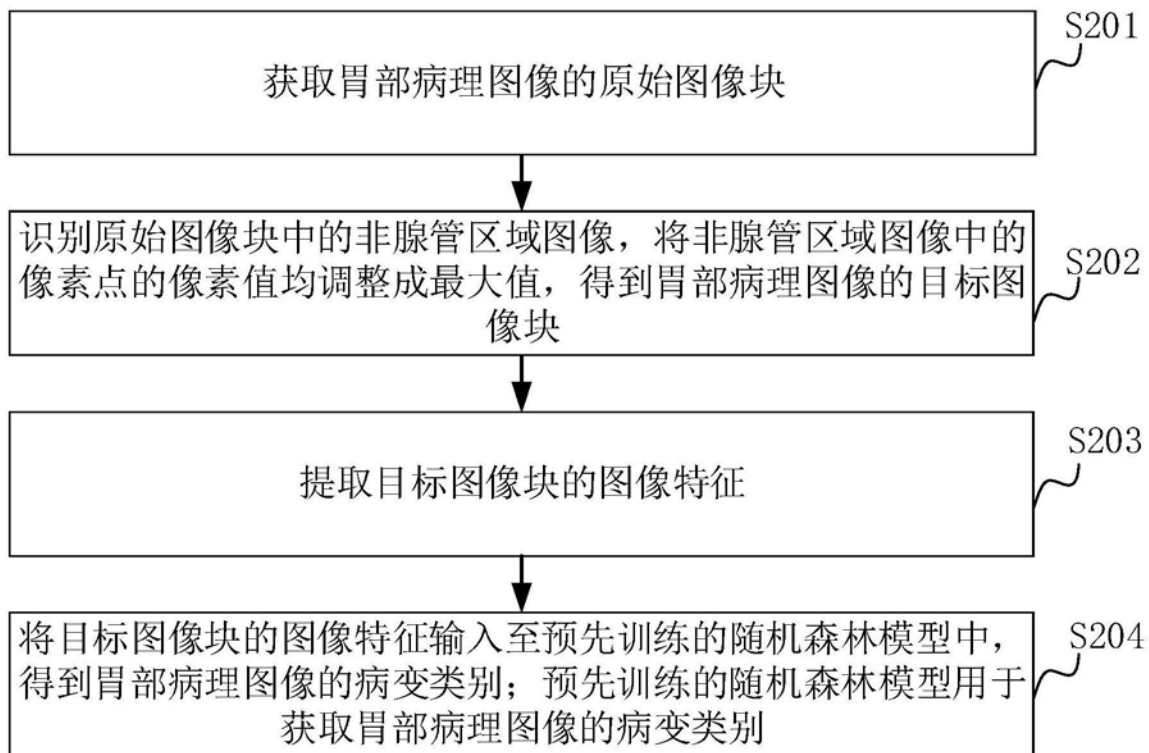 S201
获取胃部病理图像的原始图像块
识别原始图像块中的非腺管区域图像，将非腺管区域图像中的
像素点的像素值均调整成最大值，得到胃部病理图像的目标图
像块
S202
提取目标图像块的图像特征
S203
将目标图像块的图像特征输入至预先训练的随机森林模型中，
得到胃部病理图像的病变类别；预先训练的随机森林模型用于
获取胃部病理图像的病变类别
S204